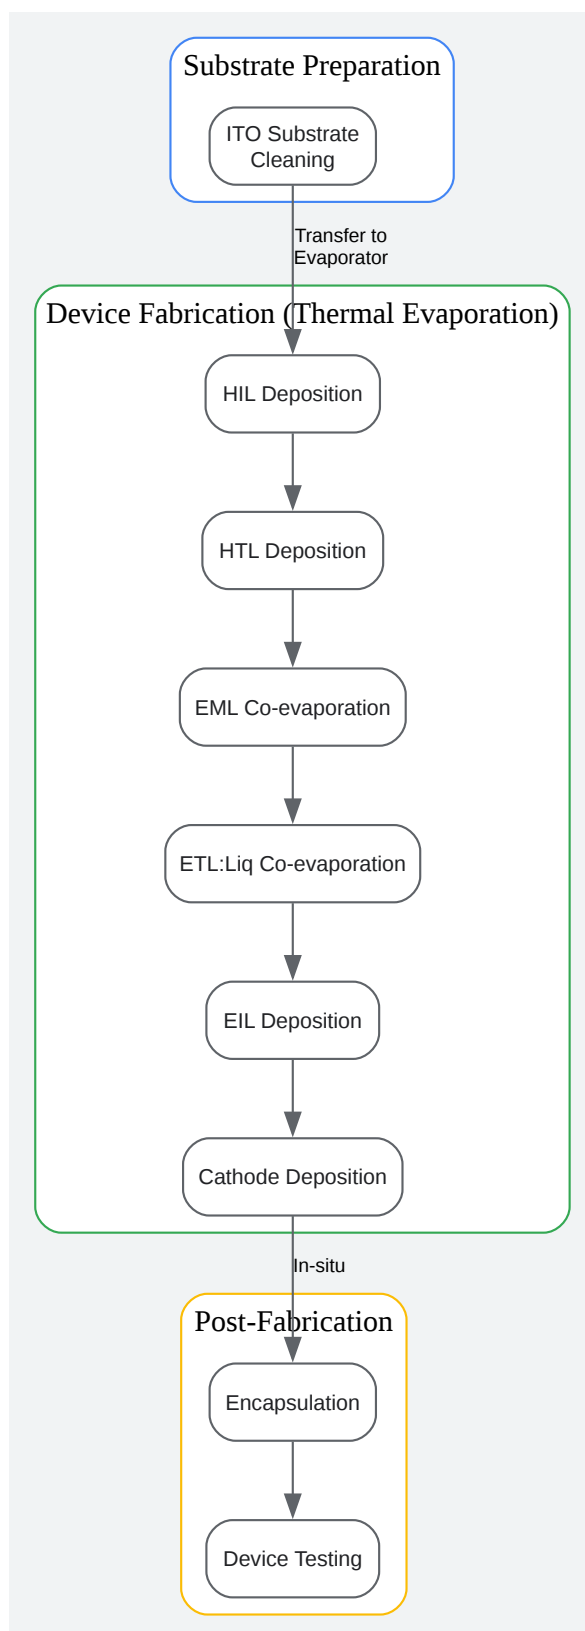 Substrate Preparation
ITO Substrate
Cleaning
Transfer to
Evaporator
Device Fabrication (Thermal Evaporation)
HIL Deposition
HTL Deposition
EML Co-evaporation
ETL:Liq Co-evaporation
EIL Deposition
Cathode Deposition
In-situ
Post-Fabrication
Encapsulation
Device Testing